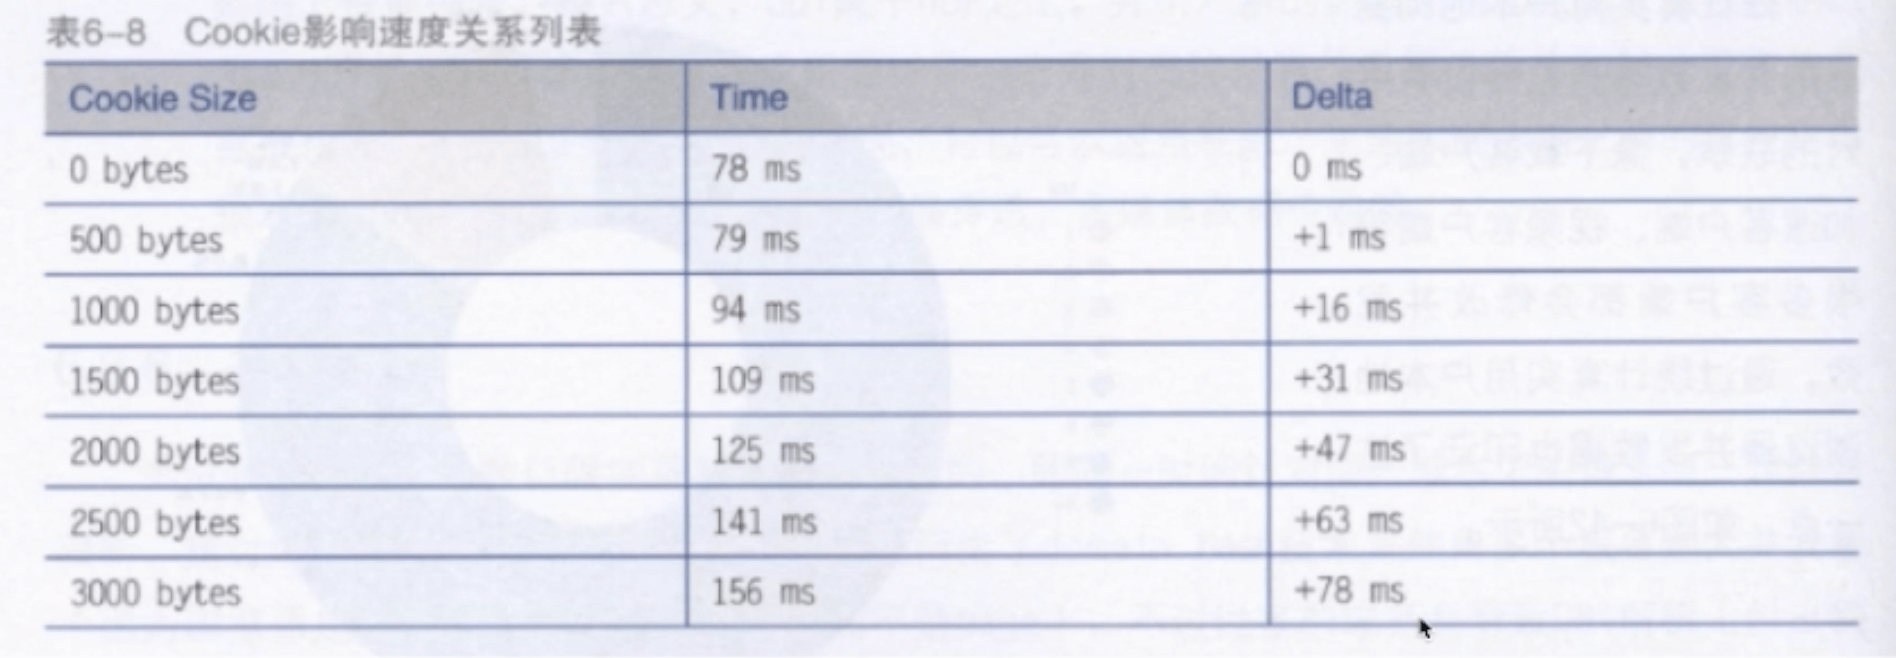 表6-8 Cookie影响速度关系列表
Cookie Size Time Delta
0 bytes 78 ms 0 ms
500 bytes 79 ms +1 ms
1000 bytes 94 ms +16 ms
1500 bytes 109 ms +31 ms
2000 bytes 125 ms +47 ms
2500 bytes 141 ms +63 ms
3000 bytes 156 ms +78 ms